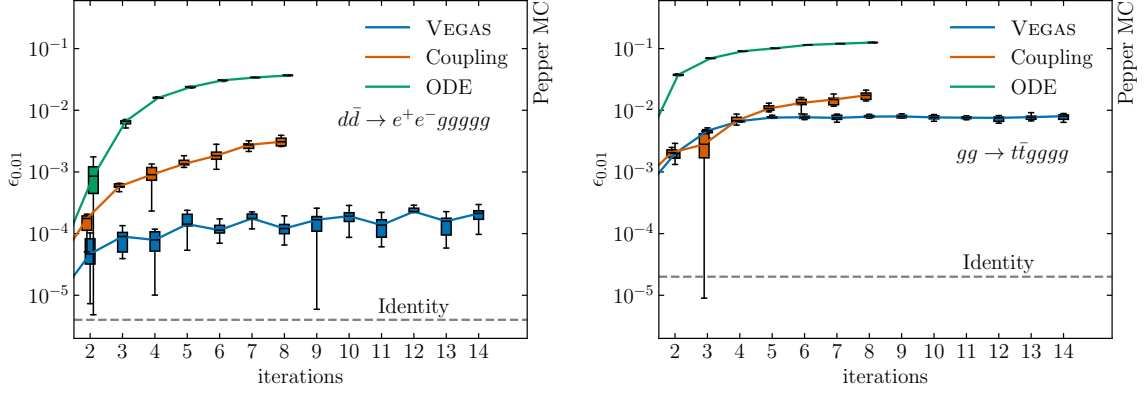 10⁻¹
10⁻²
10⁻³
10⁻⁴
10⁻⁵
ϵ₀.₀₁
VEGAS
Coupling
ODE
dd̄ → e⁺e⁻ggggg
Identity
2 3 4 5 6 7 8 9 10 11 12 13 14
iterations
Pepper MC
10⁻¹
10⁻²
10⁻³
10⁻⁴
10⁻⁵
ϵ₀.₀₁
VEGAS
Coupling
ODE
gg → tt̄gggg
Identity
2 3 4 5 6 7 8 9 10 11 12 13 14
iterations
Pepper MC